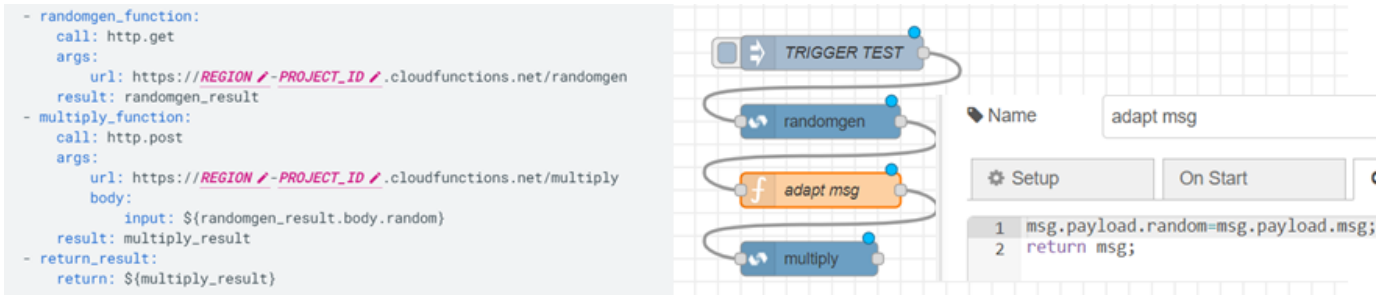 - randomgen_function:
call: http.get
args:
url: https://REGION-PROJECT_ID.cloudfunctions.net/randomgen
result: randomgen_result
- multiply_function:
call: http.post
args:
url: https://REGION-PROJECT_ID.cloudfunctions.net/multiply
body:
input: ${randomgen_result.body.random}
result: multiply_result
- return_result:
return: ${multiply_result}
TRIGGER TEST
randomgen
adapt msg
multiply
Name
adapt msg
Setup
On Start
1 msg.payload.random=msg.payload.msg;
2 return msg;